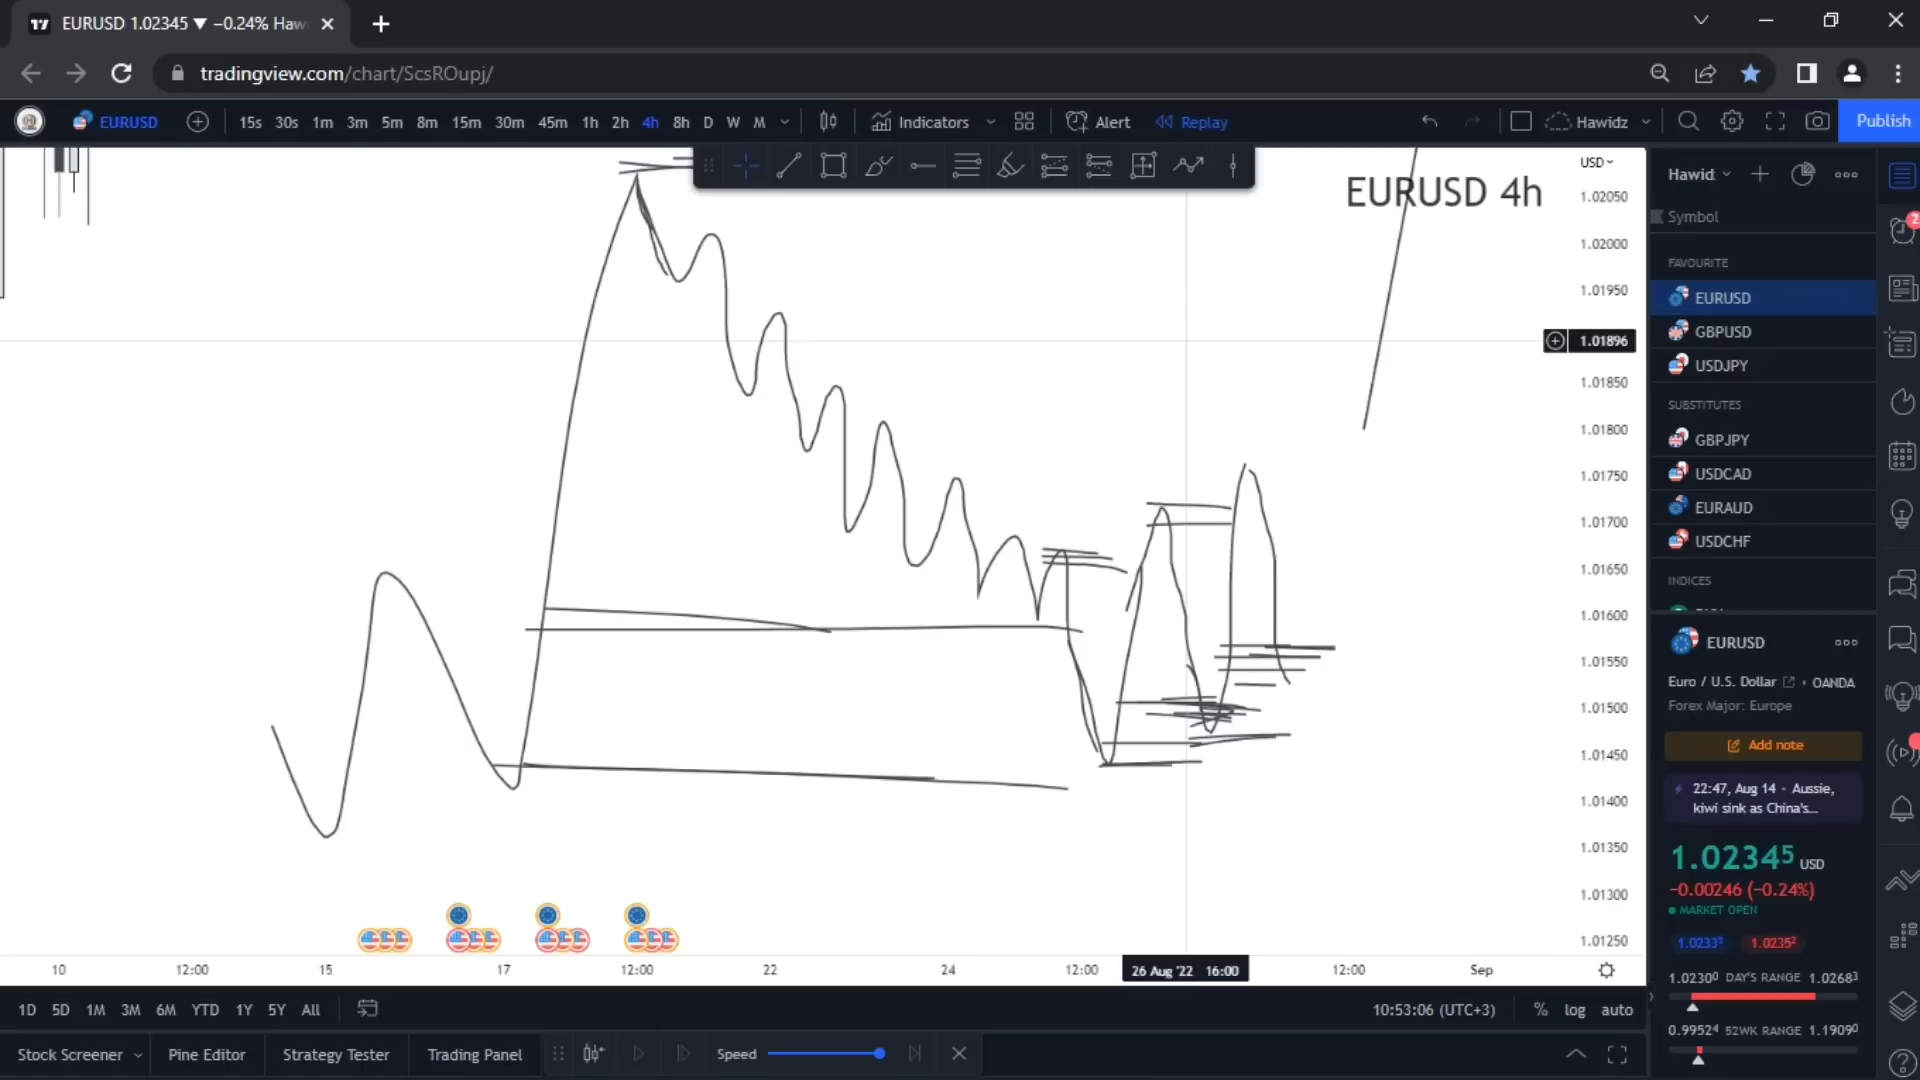 EURUSD 1.02345 ▼ −0.24% Haw
tradingview.com/chart/ScsROupj/
EURUSD 15s 30s 1m 3m 5m 8m 15m 30m 45m 1h 2h 4h 8h D W M Indicators Alert Replay Hawidz Publish
EURUSD 4h
USD
1.02050
1.02000
1.01950
1.01896
1.01850
1.01800
1.01750
1.01700
1.01650
1.01600
1.01550
1.01500
1.01450
1.01400
1.01350
1.01300
1.01250
10 12:00 15 17 12:00 22 24 12:00 26 Aug '22 16:00 12:00 Sep
1D 5D 1M 3M 6M YTD 1Y 5Y All 10:53:06 (UTC+3) % log auto
Stock Screener Pine Editor Strategy Tester Trading Panel Speed
Hawid
Symbol
FAVOURITE
EURUSD
GBPUSD
USDJPY
SUBSTITUTES
GBPJPY
USDCAD
EURAUD
USDCHF
INDICES
EURUSD
Euro / U.S. Dollar • OANDA
Forex Major: Europe
Add note
22:47, Aug 14 - Aussie,
kiwi sink as China's...
1.02345 USD
−0.00246 (−0.24%)
MARKET OPEN
1.02339 1.02352
1.02300 DAY'S RANGE 1.02683
0.99524 52WK RANGE 1.19090
2